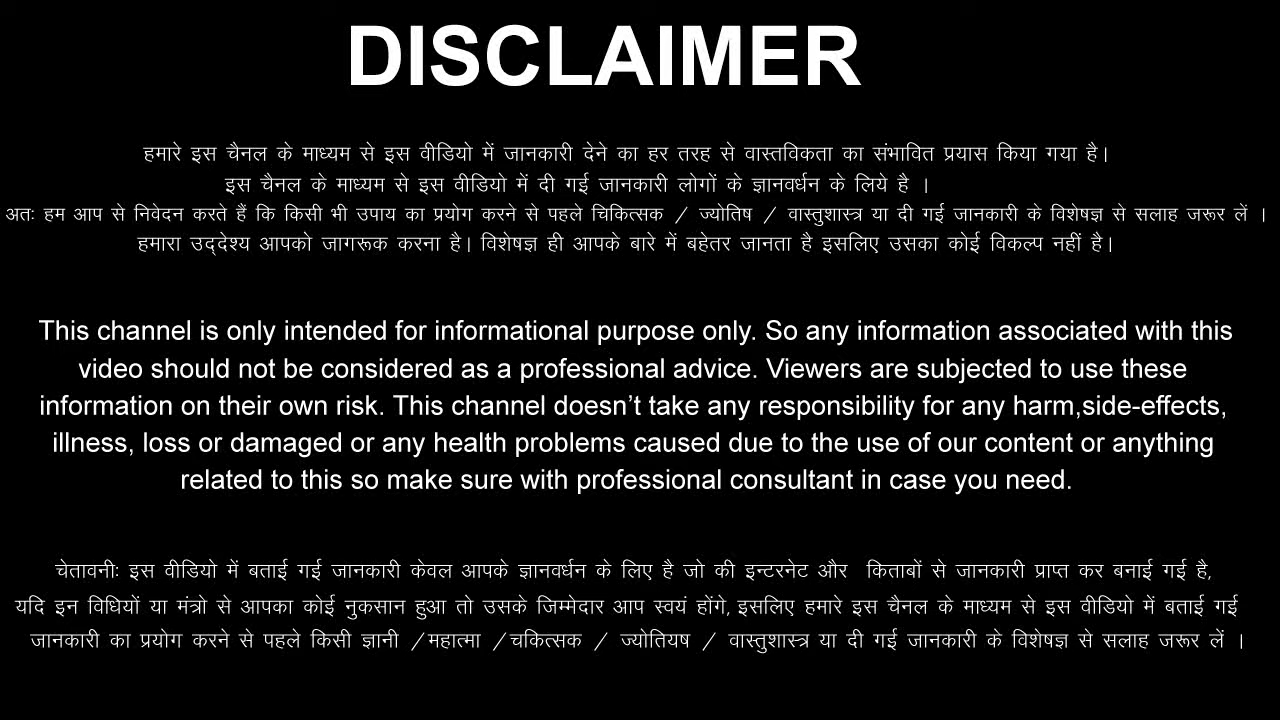 DISCLAIMER
हमारे इस चैनल के माध्यम से इस वीडियो में जानकारी देने का हर तरह से वास्तविकता का संभावित प्रयास किया गया है।
इस चैनल के माध्यम से इस वीडियो में दी गई जानकारी लोगों के ज्ञानवर्धन के लिये है ।
अतः हम आप से निवेदन करते हैं कि किसी भी उपाय का प्रयोग करने से पहले चिकित्सक / ज्योतिष / वास्तुशास्त्र या दी गई जानकारी के विशेषज्ञ से सलाह जरूर लें ।
हमारा उद्देश्य आपको जागरूक करना है। विशेषज्ञ ही आपके बारे में बहेतर जानता है इसलिए उसका कोई विकल्प नहीं है।
This channel is only intended for informational purpose only. So any information associated with this
video should not be considered as a professional advice. Viewers are subjected to use these
information on their own risk. This channel doesn’t take any responsibility for any harm,side-effects,
illness, loss or damaged or any health problems caused due to the use of our content or anything
related to this so make sure with professional consultant in case you need.
चेतावनीः इस वीडियो में बताई गई जानकारी केवल आपके ज्ञानवर्धन के लिए है जो की इन्टरनेट और किताबों से जानकारी प्राप्त कर बनाई गई है,
यदि इन विधियों या मंत्रो से आपका कोई नुकसान हुआ तो उसके जिम्मेदार आप स्वयं होंगे, इसलिए हमारे इस चैनल के माध्यम से इस वीडियो में बताई गई
जानकारी का प्रयोग करने से पहले किसी ज्ञानी /महात्मा /चकित्सक / ज्योतियष / वास्तुशास्त्र या दी गई जानकारी के विशेषज्ञ से सलाह जरूर लें ।